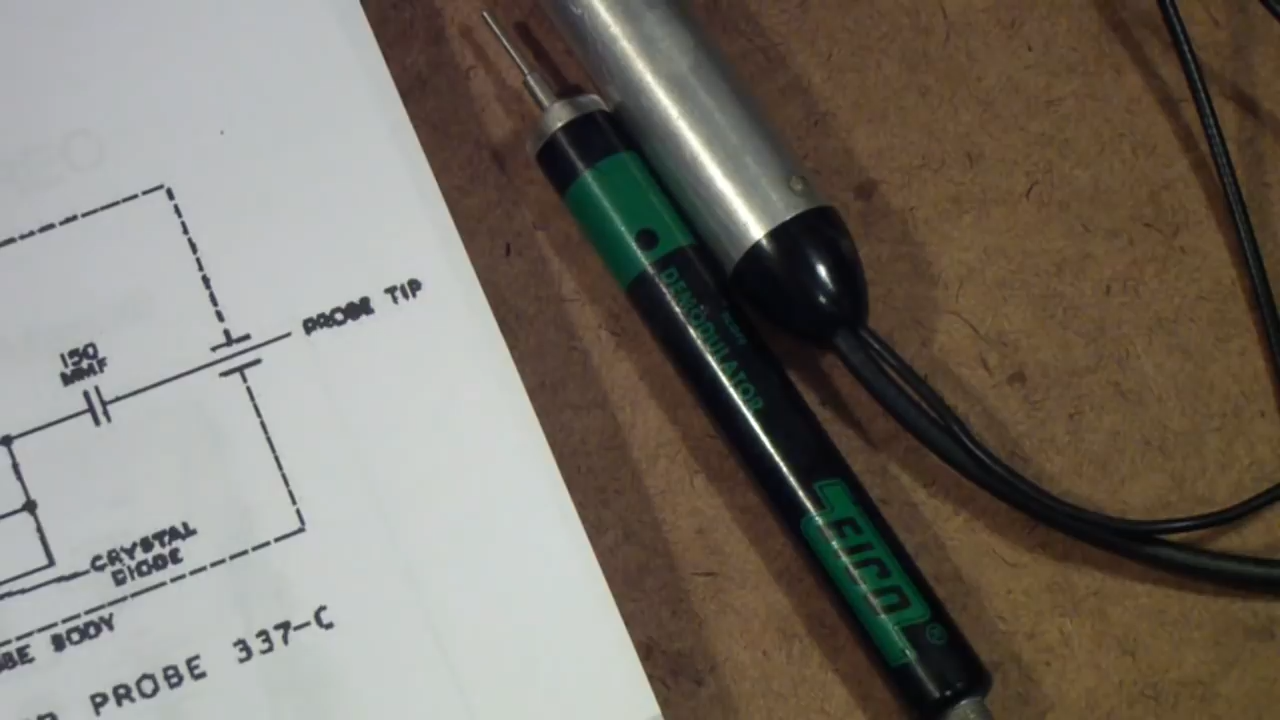 PROBE TIP
150
MMF
CRYSTAL
DIODE
BODY
PROBE 337-C
DEMODULATOR
EICO®